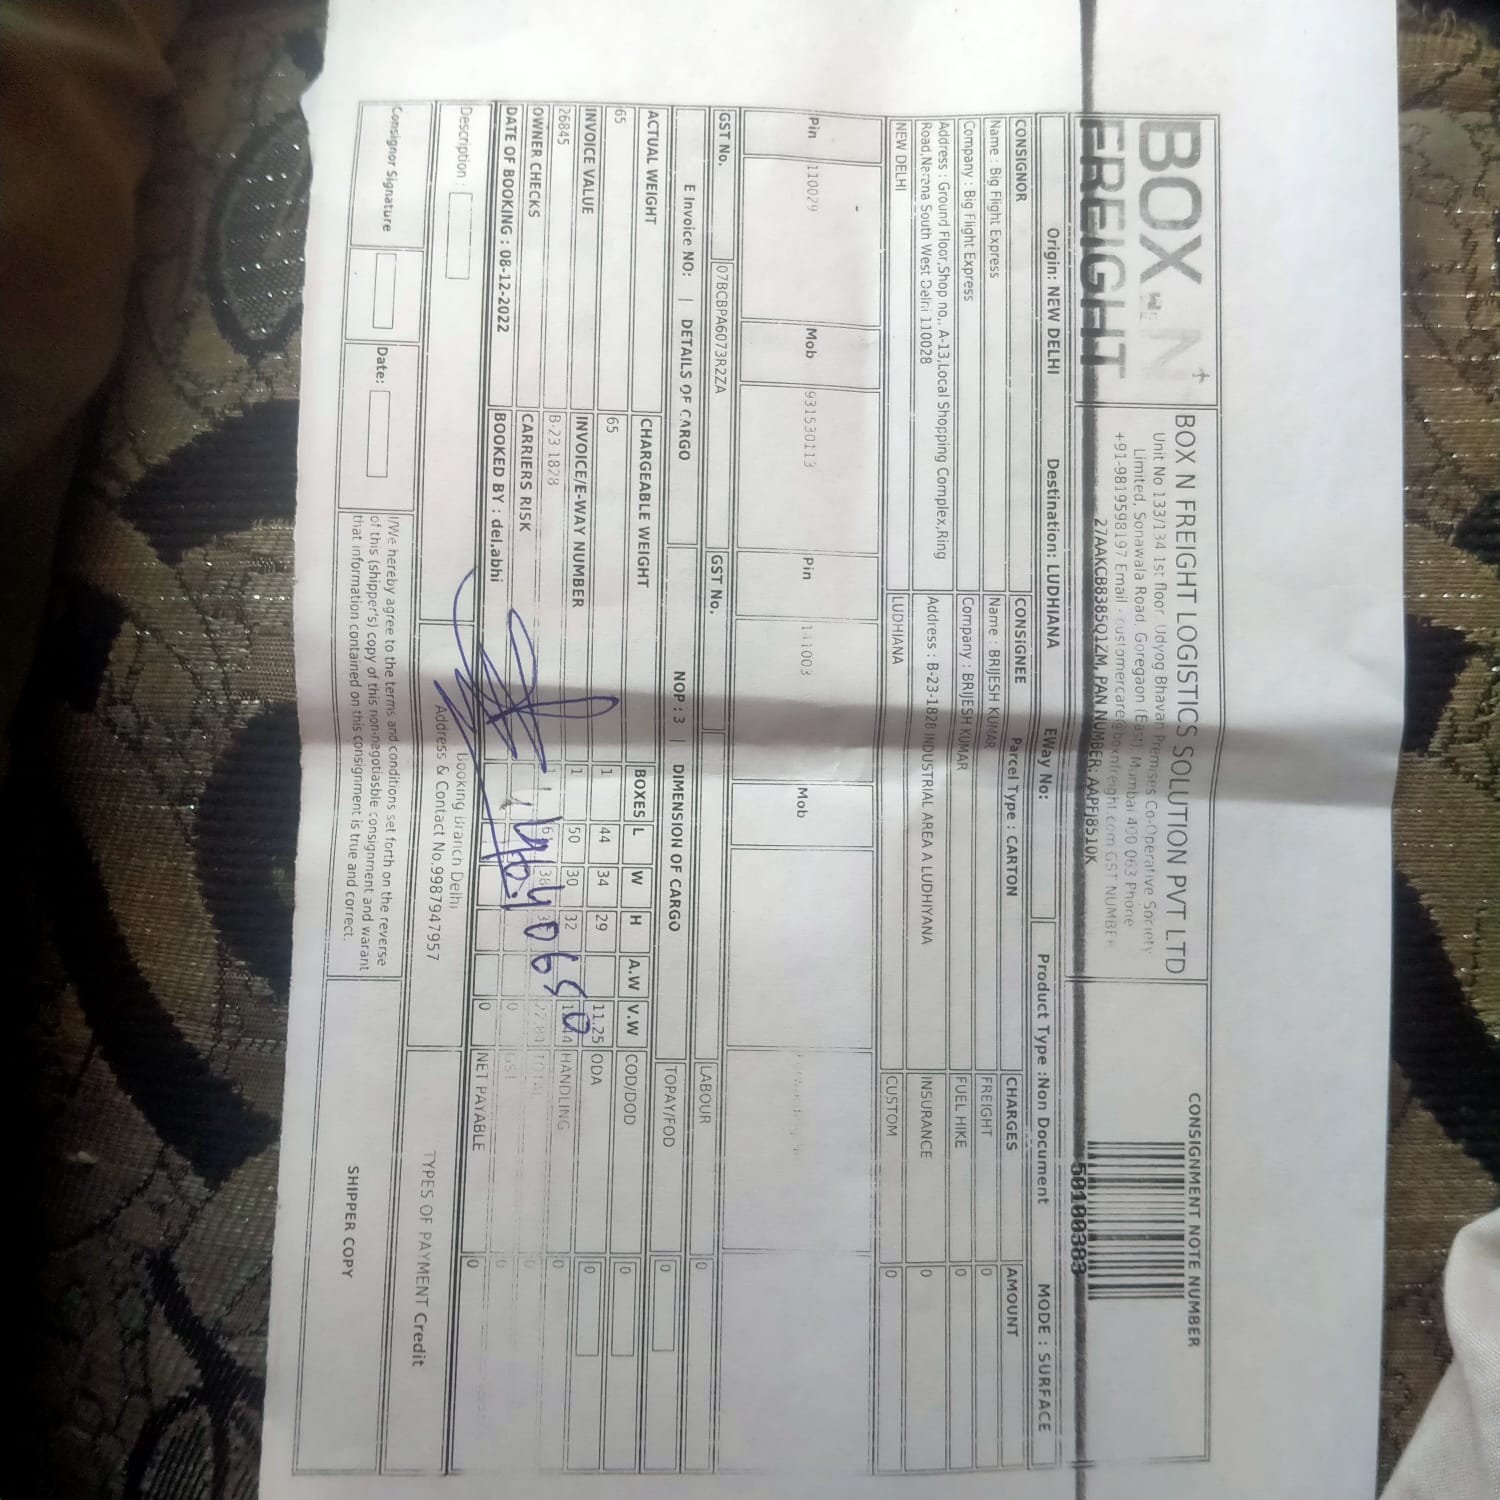 BOX N
FREIGHT
BOX N FREIGHT LOGISTICS SOLUTION PVT LTD
Unit No 133/134 1st floor, Udyog Bhavan Premises Co-Operative Society
Limited, Sonawala Road, Goregaon (East), Mumbai 400 063 Phone
+91-9819598197 Email - customercare@boxnfreight.com GST NUMBER
27AAKCB8385Q1ZM, PAN NUMBER: AAPFJ8510K
CONSIGNMENT NOTE NUMBER
50100383
Origin: NEW DELHI Destination: LUDHIANA EWay No: Product Type :Non Document MODE : SURFACE
CONSIGNOR CONSIGNEE Parcel Type : CARTON CHARGES AMOUNT
Name : Big Flight Express Name : BRIJESH KUMAR FREIGHT 0
Company : Big Flight Express Company : BRIJESH KUMAR FUEL HIKE 0
Address : Ground Floor,Shop no,. A-13,Local Shopping Complex,Ring
Road,Narena South West Delhi 110028 Address : B-23-1828 INDUSTRIAL AREA A LUDHIYANA INSURANCE 0
NEW DELHI LUDHIANA CUSTOM 0
Pin 110029 Mob 931530113 Pin 141003 Mob
GST No. 07BCBPA6073R2ZA GST No. LABOUR 0
E Invoice NO: | DETAILS OF CARGO NOP : 3 | DIMENSION OF CARGO TOPAY/FOD 0
ACTUAL WEIGHT CHARGEABLE WEIGHT BOXES L W H A.W V.W COD/DOD 0
65 65 1 44 34 29 11.25 ODA 0
INVOICE VALUE INVOICE/E-WAY NUMBER 1 50 30 32 HANDLING 0
26845 B-23 1828 1 38 22.84 TOTAL 0
OWNER CHECKS CARRIERS RISK 0 GST 0
DATE OF BOOKING : 08-12-2022 BOOKED BY : del.abhi 0 NET PAYABLE 0
Description :
Booking Branch Delhi
Address & Contact No.9987947957
TYPES OF PAYMENT Credit
Consignor Signature Date:
I/We hereby agree to the terms and conditions set forth on the reverse
of this (shipper's) copy of this non-negotiasble consignment and warant
that information contained on this consignment is true and correct.
SHIPPER COPY